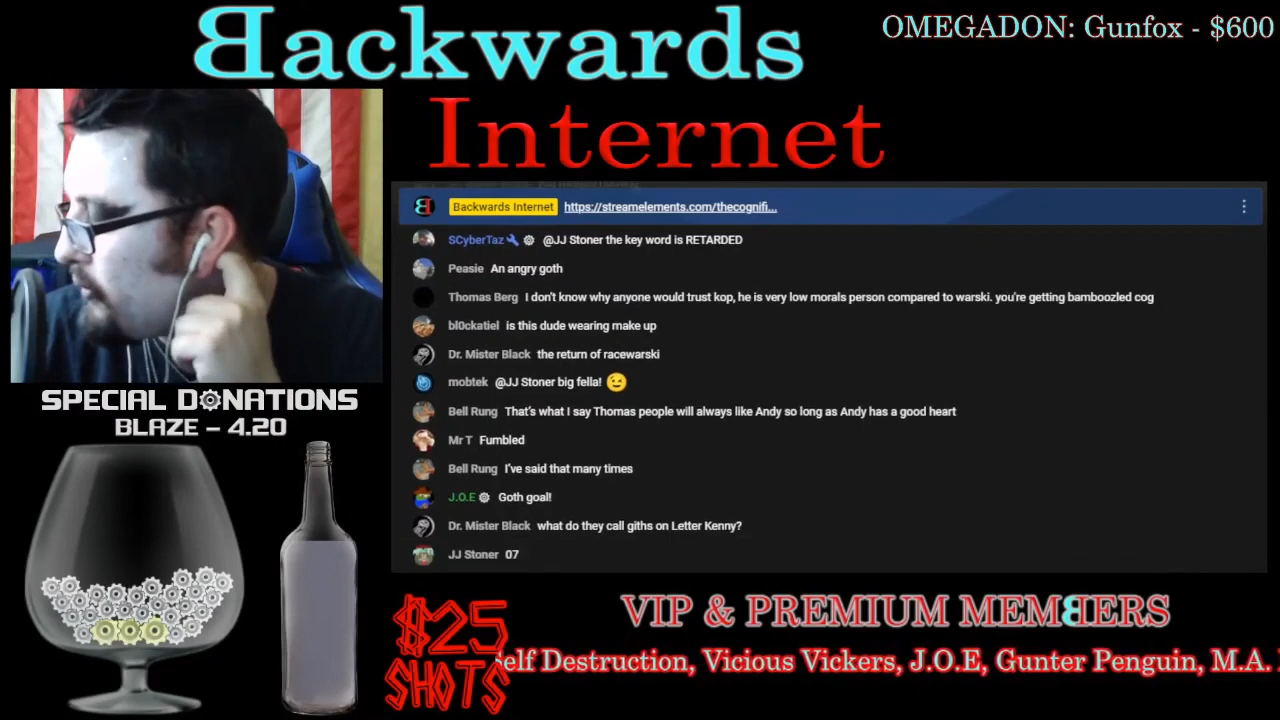 Backwards
Internet
OMEGADON: Gunfox - $600
Backwards Internet https://streamelements.com/thecognifi...
SCyberTaz @JJ Stoner the key word is RETARDED
Peasie An angry goth
Thomas Berg I don't know why anyone would trust kop, he is very low morals person compared to warski. you're getting bamboozled cog
bl0ckatiel is this dude wearing make up
Dr. Mister Black the return of racewarski
mobtek @JJ Stoner big fella! 😉
Bell Rung That's what I say Thomas people will always like Andy so long as Andy has a good heart
Mr T Fumbled
Bell Rung I've said that many times
J.O.E Goth goal!
Dr. Mister Black what do they call giths on Letter Kenny?
JJ Stoner 07
SPECIAL DONATIONS
BLAZE – 4.20
$25
SHOTS
VIP & PREMIUM MEMBERS
Self Destruction, Vicious Vickers, J.O.E, Gunter Penguin, M.A.